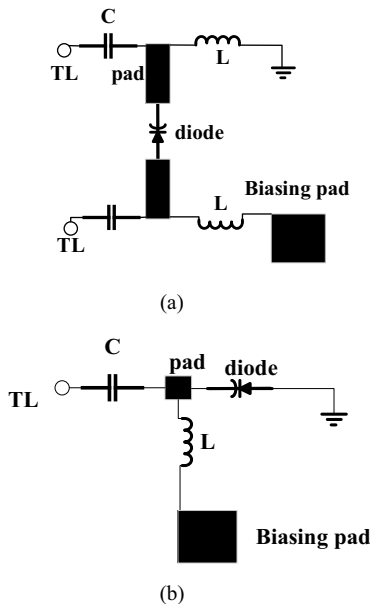 C
TL
pad
L
diode
L
Biasing pad
TL
(a)
C
pad
diode
TL
L
Biasing pad
(b)